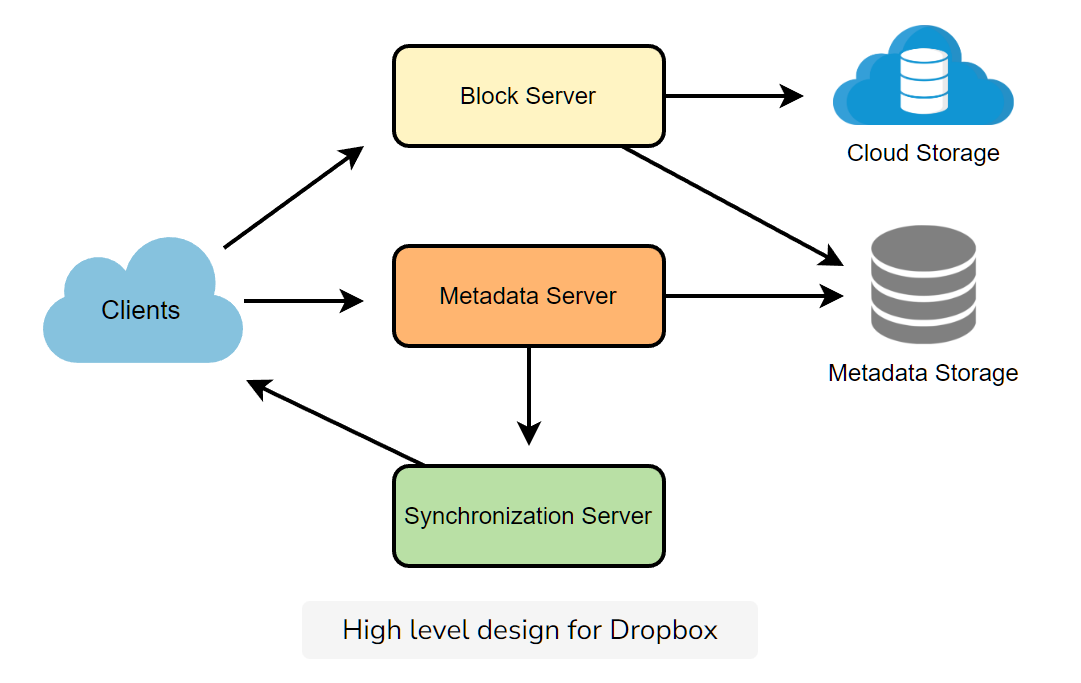 Block Server
Cloud Storage
Clients
Metadata Server
Metadata Storage
Synchronization Server
High level design for Dropbox